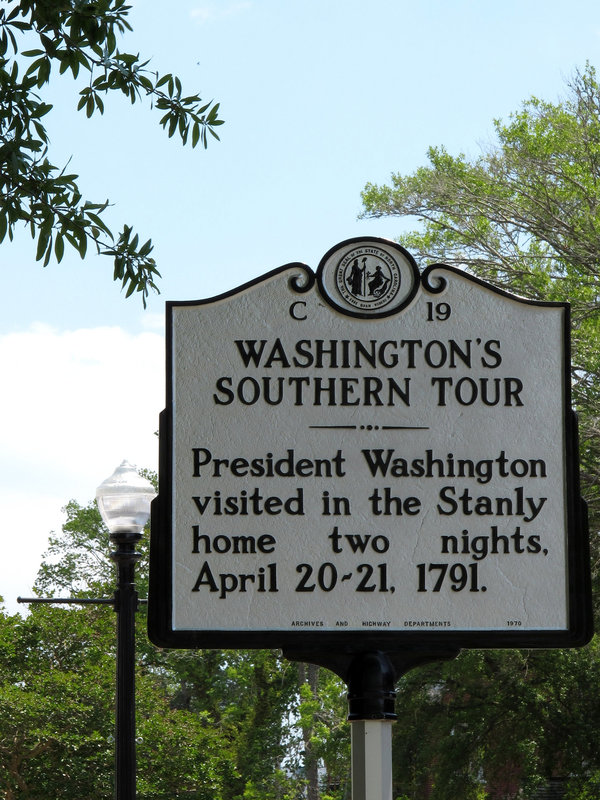 C 19
WASHINGTON'S
SOUTHERN TOUR
President Washington
visited in the Stanly
home two nights,
April 20-21, 1791.
ARCHIVES AND HIGHWAY DEPARTMENTS 1970